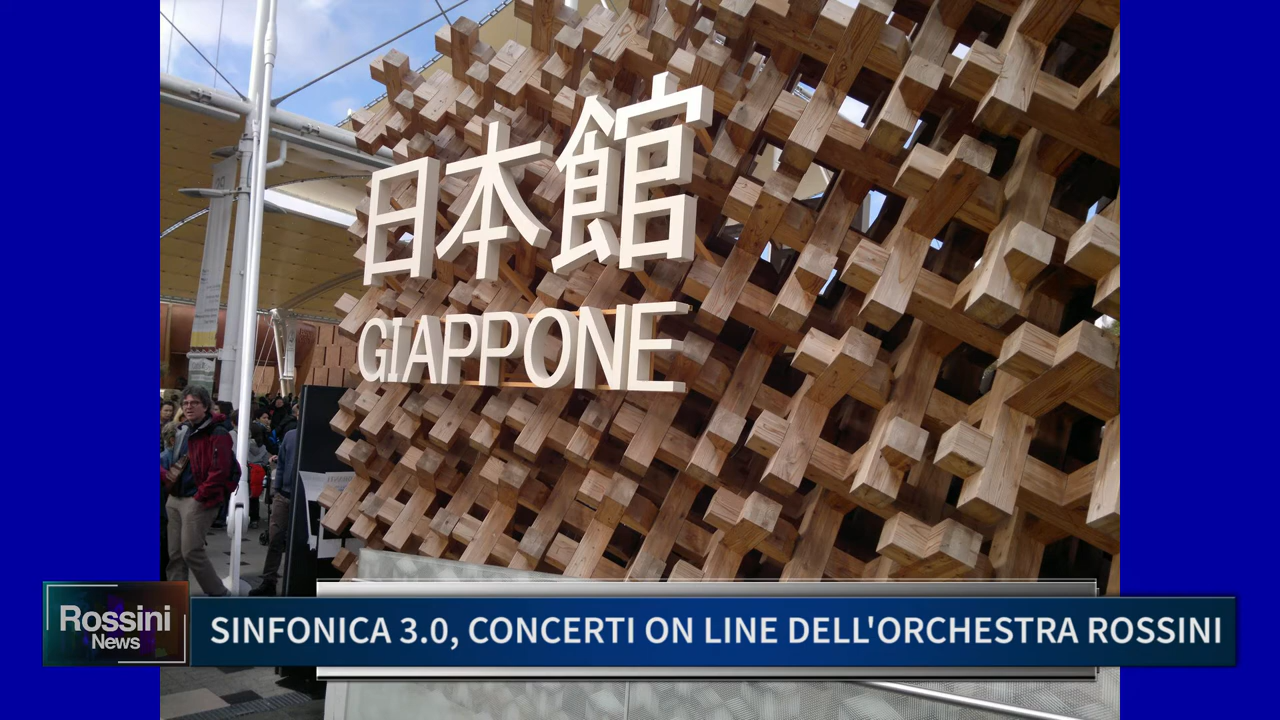 日本館
GIAPPONE
Rossini
News
SINFONICA 3.0, CONCERTI ON LINE DELL'ORCHESTRA ROSSINI